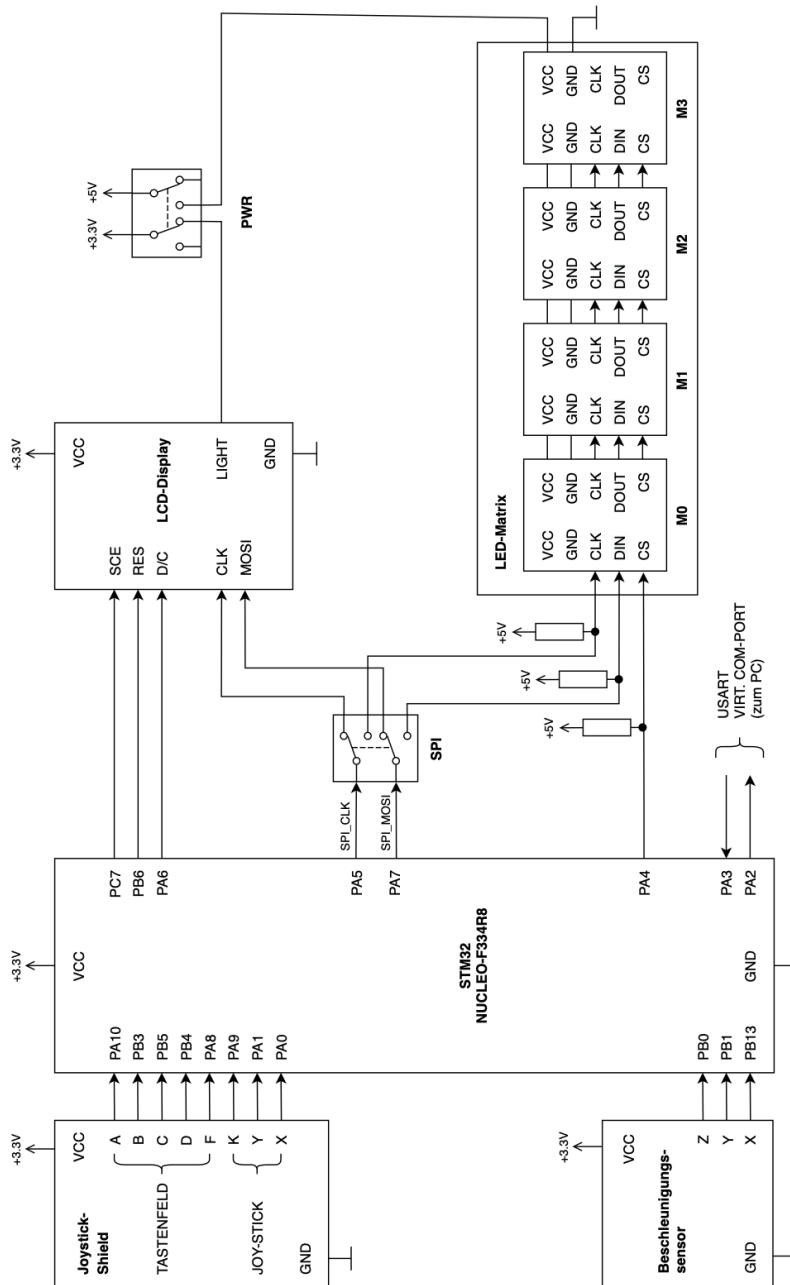 Joystick-
Shield
+3.3V
VCC
TASTENFELD
A
B
C
D
F
JOY-STICK
K
Y
X
GND
Beschleunigungs-
sensor
+3.3V
VCC
Z
Y
X
GND
STM32
NUCLEO-F334R8
+3.3V
VCC
PA10
PB3
PB5
PB4
PA8
PA9
PA1
PA0
PB0
PB1
PB13
PC7
PB6
PA6
PA5
PA7
PA4
PA3
PA2
GND
SPI_CLK
SPI_MOSI
SPI
USART
VIRT. COM-PORT
(zum PC)
+5V
+5V
+5V
LCD-Display
+3.3V
VCC
SCE
RES
D/C
CLK
MOSI
LIGHT
GND
PWR
+3.3V
+5V
LED-Matrix
VCC VCC
GND GND
CLK CLK
DIN DOUT
CS CS
M0
VCC VCC
GND GND
CLK CLK
DIN DOUT
CS CS
M1
VCC VCC
GND GND
CLK CLK
DIN DOUT
CS CS
M2
VCC VCC
GND GND
CLK CLK
DIN DOUT
CS CS
M3